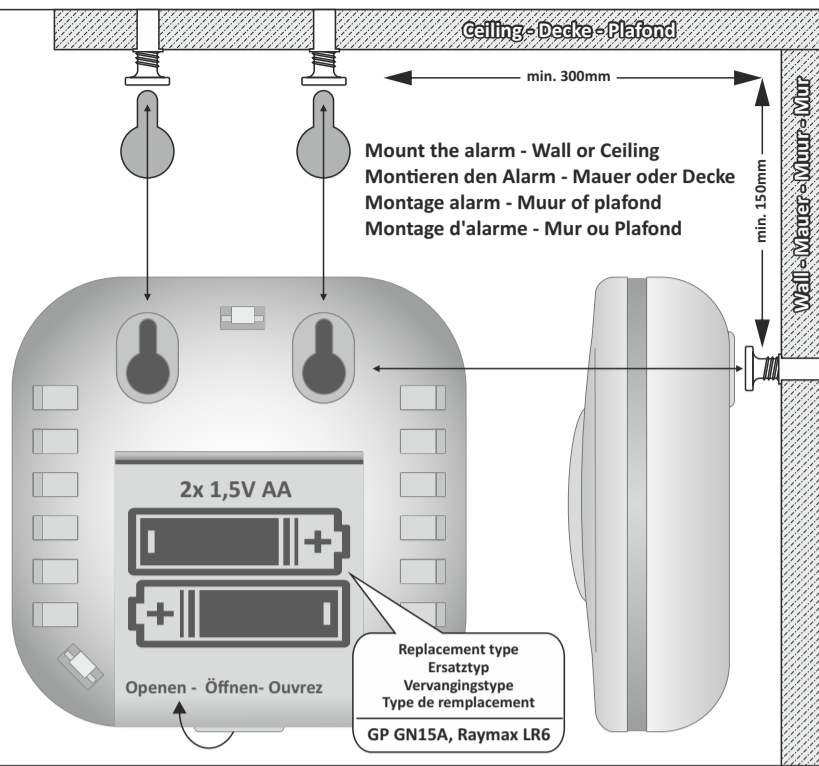 Ceiling - Decke - Plafond
min. 300mm
Mount the alarm - Wall or Ceiling
Montieren den Alarm - Mauer oder Decke
Montage alarm - Muur of plafond
Montage d'alarme - Mur ou Plafond
min. 150mm
Wall - Mauer - Muur - Mur
2x 1,5V AA
+
+
Openen - Öffnen- Ouvrez
Replacement type
Ersatztyp
Vervangingstype
Type de remplacement
GP GN15A, Raymax LR6